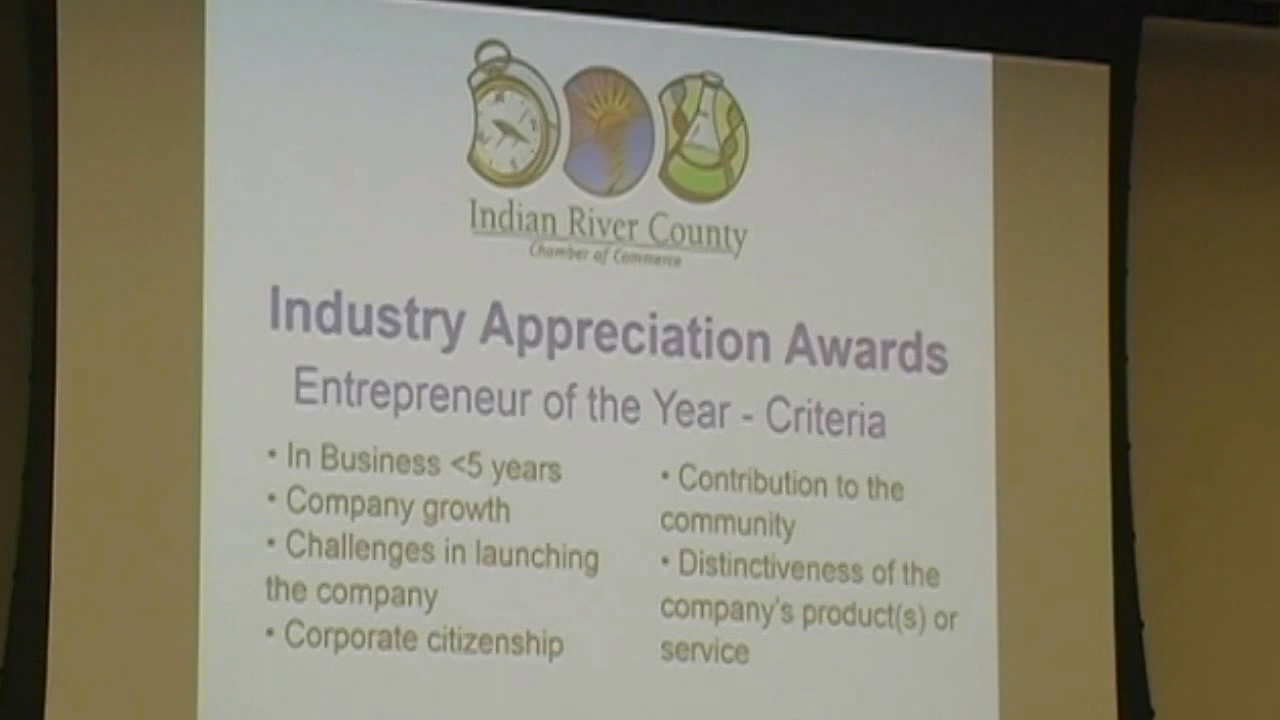 Indian River County
Chamber of Commerce
Industry Appreciation Awards
Entrepreneur of the Year - Criteria
• In Business <5 years
• Company growth
• Challenges in launching
the company
• Corporate citizenship
• Contribution to the
community
• Distinctiveness of the
company's product(s) or
service